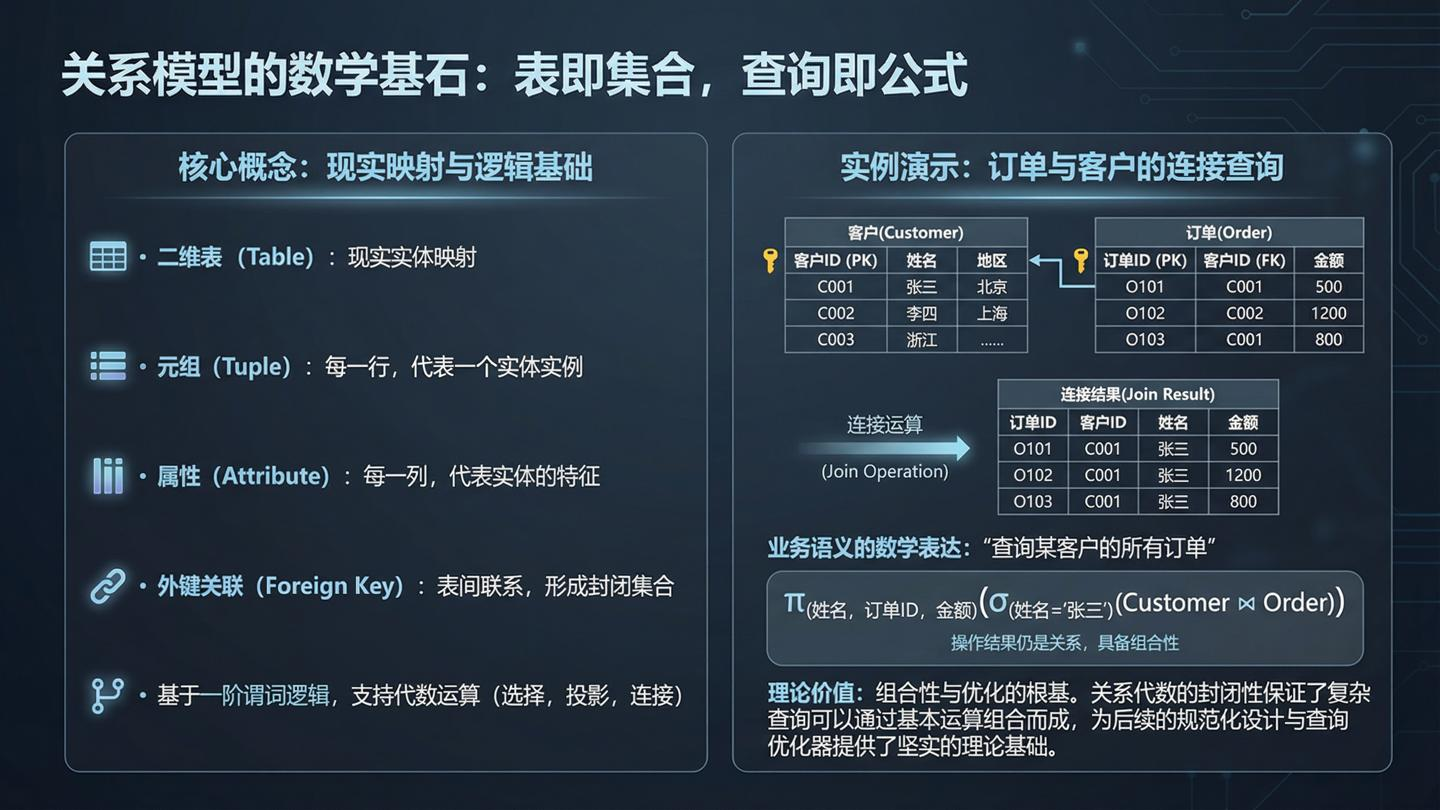 关系模型的数学基石：表即集合，查询即公式
核心概念：现实映射与逻辑基础
• 二维表（Table）：现实实体映射
• 元组（Tuple）：每一行，代表一个实体实例
• 属性（Attribute）：每一列，代表实体的特征
• 外键关联（Foreign Key）：表间联系，形成封闭集合
• 基于一阶谓词逻辑，支持代数运算（选择，投影，连接）
实例演示：订单与客户的连接查询
客户(Customer)
客户ID (PK) 姓名 地区
C001 张三 北京
C002 李四 上海
C003 浙江 ......
订单(Order)
订单ID (PK) 客户ID (FK) 金额
O101 C001 500
O102 C002 1200
O103 C001 800
连接运算
(Join Operation)
连接结果(Join Result)
订单ID 客户ID 姓名 金额
O101 C001 张三 500
O102 C001 张三 1200
O103 C001 张三 800
业务语义的数学表达：“查询某客户的所有订单”
π(姓名，订单ID，金额)(σ(姓名=‘张三’)(Customer ⋈ Order))
操作结果仍是关系，具备组合性
理论价值：组合性与优化的根基。关系代数的封闭性保证了复杂
查询可以通过基本运算组合而成，为后续的规范化设计与查询
优化器提供了坚实的理论基础。